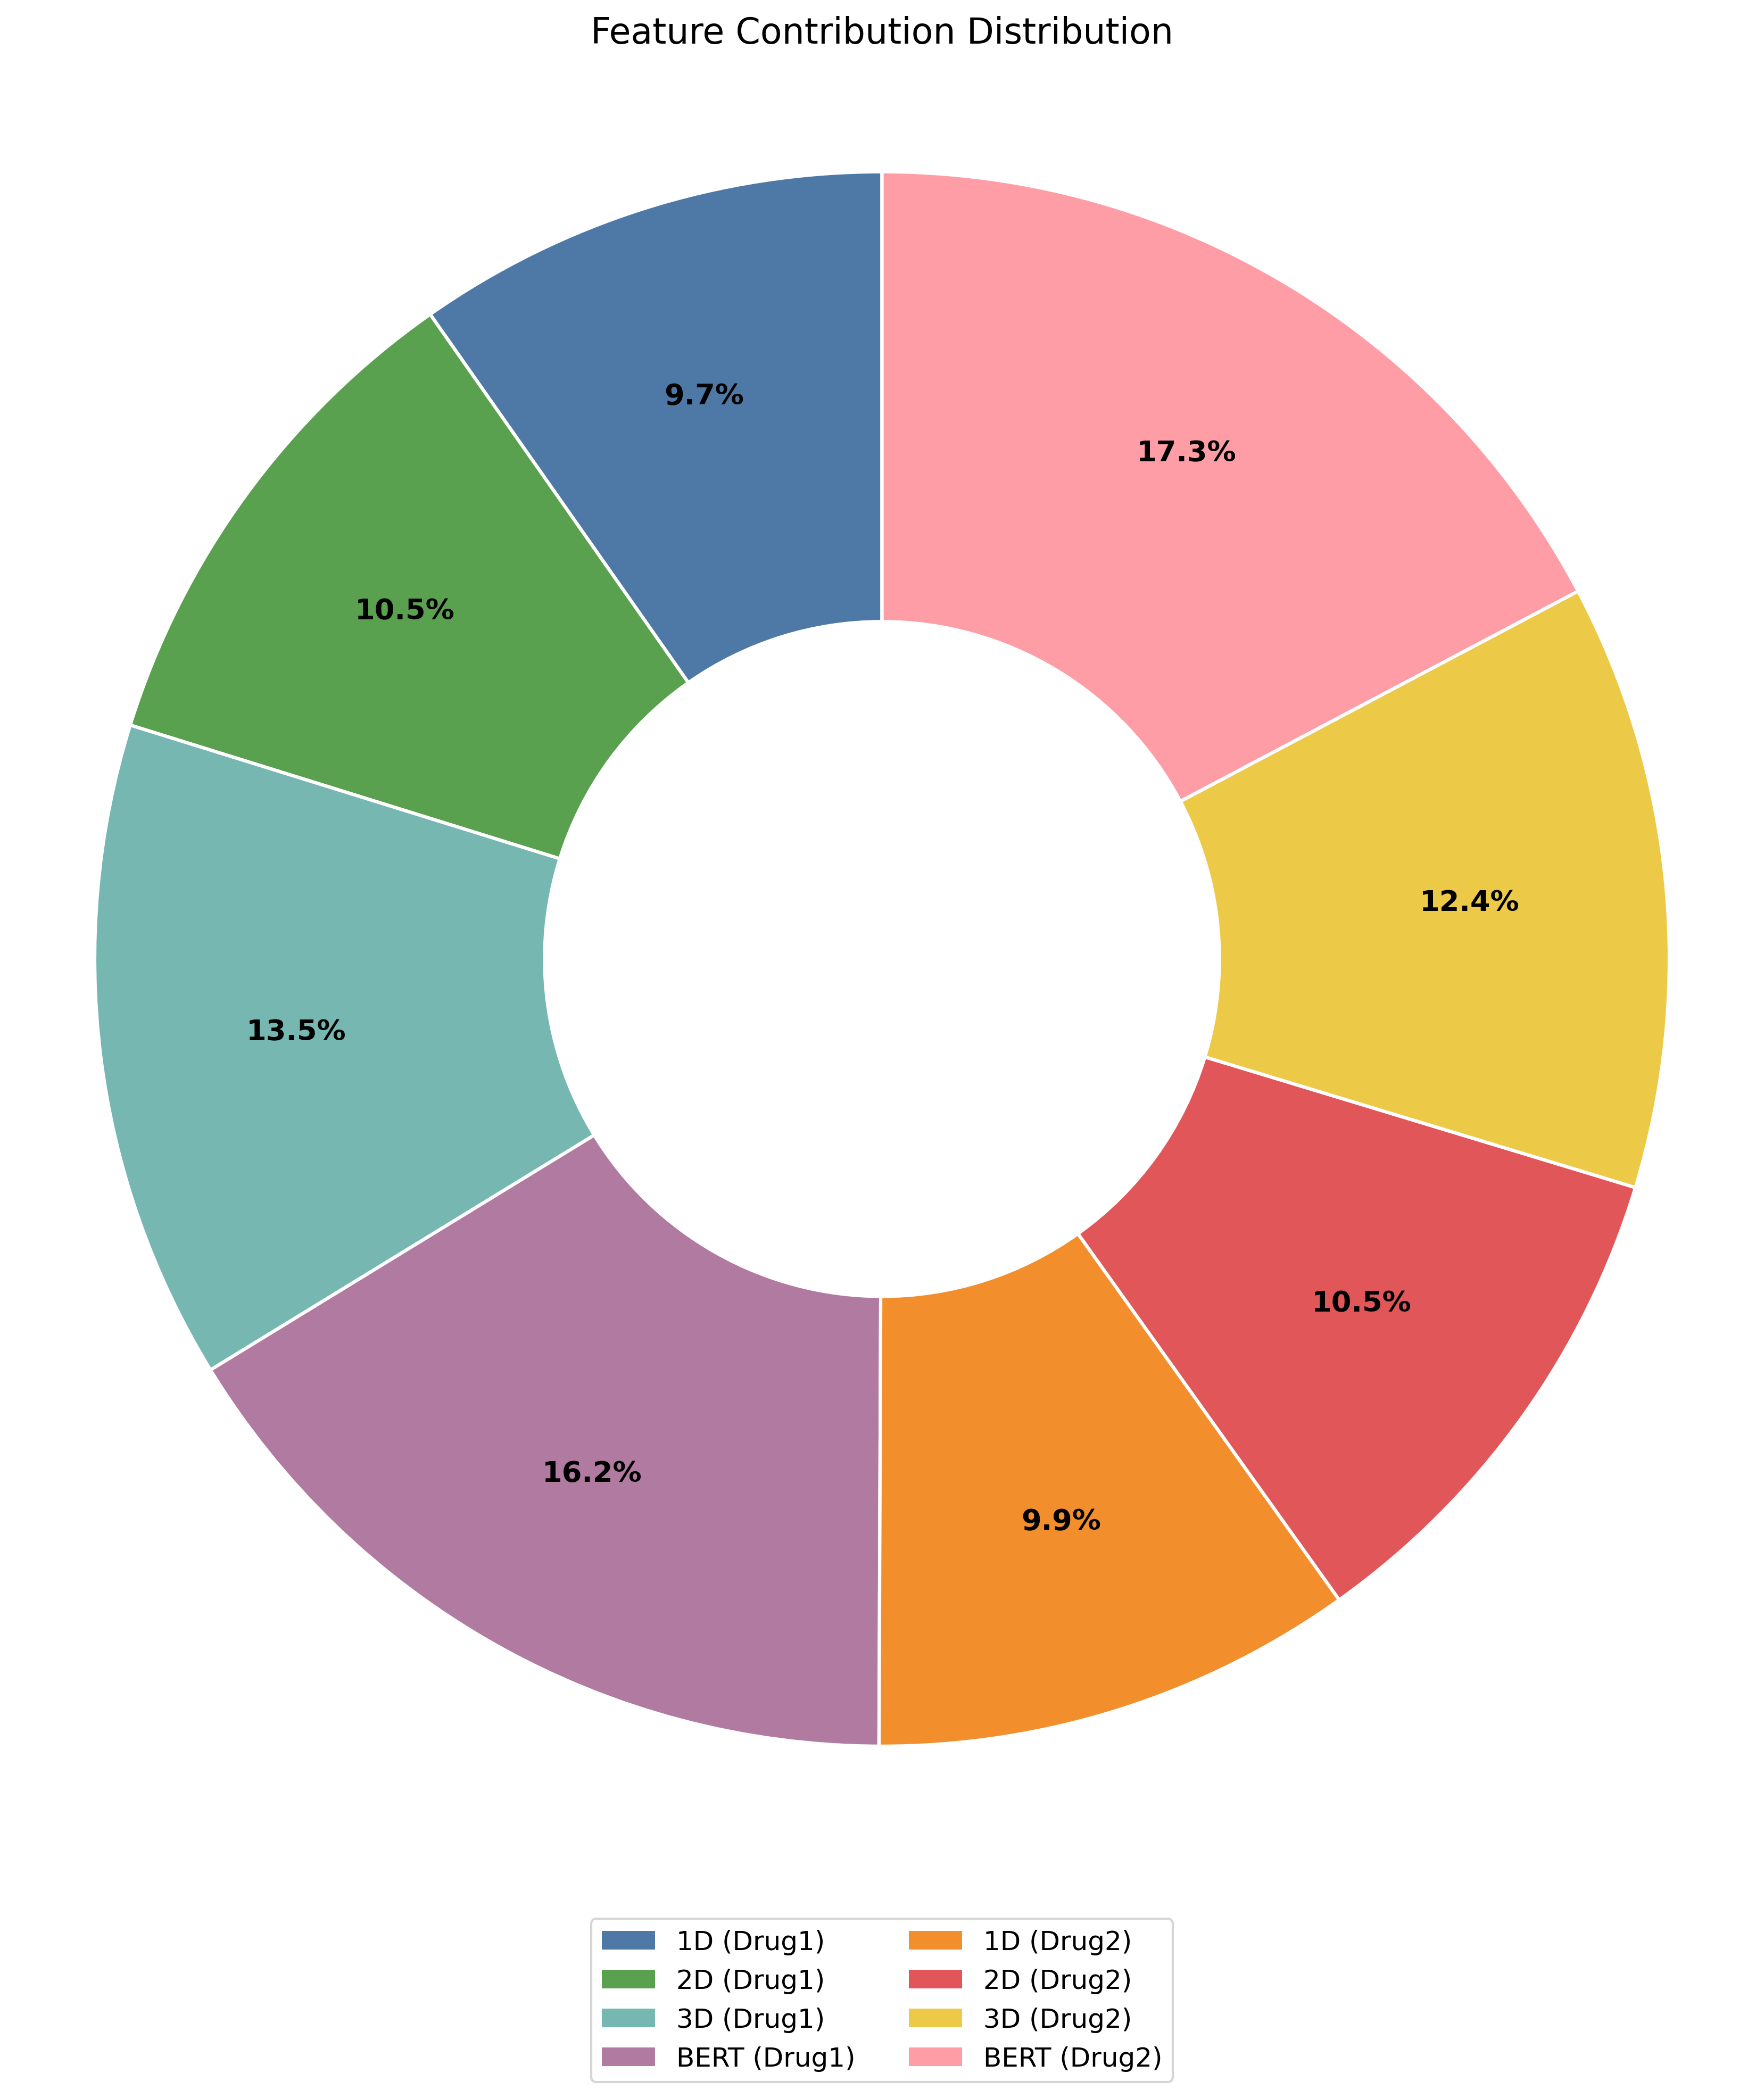 Feature Contribution Distribution
9.7%
17.3%
10.5%
12.4%
13.5%
10.5%
16.2%
9.9%
1D (Drug1)
2D (Drug1)
3D (Drug1)
BERT (Drug1)
1D (Drug2)
2D (Drug2)
3D (Drug2)
BERT (Drug2)